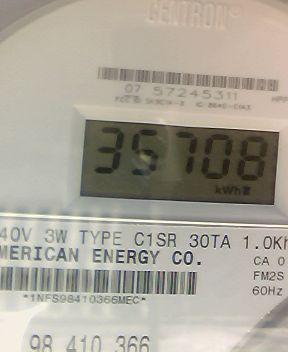 CENTRON®
07 57245311
35708
kWh
40V 3W TYPE C1SR 30TA 1.0Kh
MERICAN ENERGY CO.
CA 0
FM2S
60Hz
*1NFS98410366MEC*
98 410 366